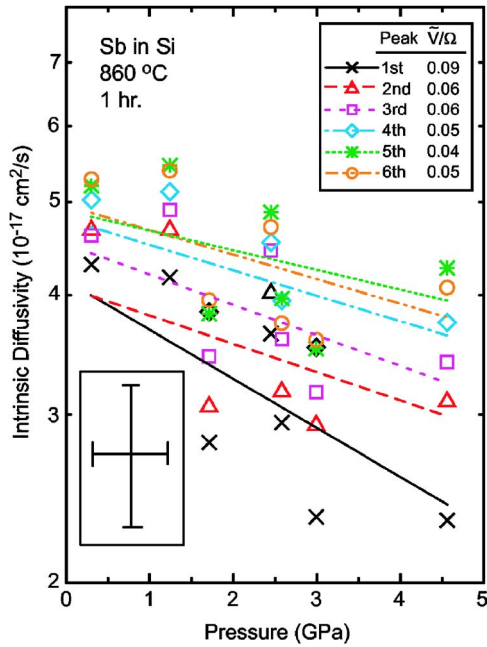 7
6
5
4
3
2
Intrinsic Diffusivity (10⁻¹⁷ cm²/s)
Sb in Si
860 ºC
1 hr.
Peak Ṽ/Ω
1st 0.09
2nd 0.06
3rd 0.06
4th 0.05
5th 0.04
6th 0.05
0 1 2 3 4 5
Pressure (GPa)